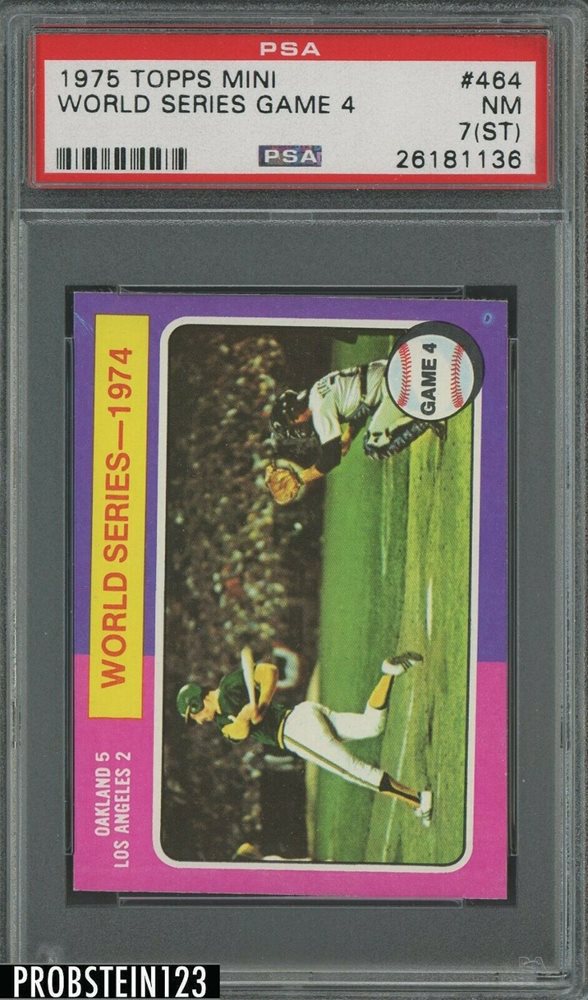 PSA
1975 TOPPS MINI #464
WORLD SERIES GAME 4 NM
7(ST)
PSA 26181136
WORLD SERIES—1974
OAKLAND 5
LOS ANGELES 2
GAME 4
PROBSTEIN123